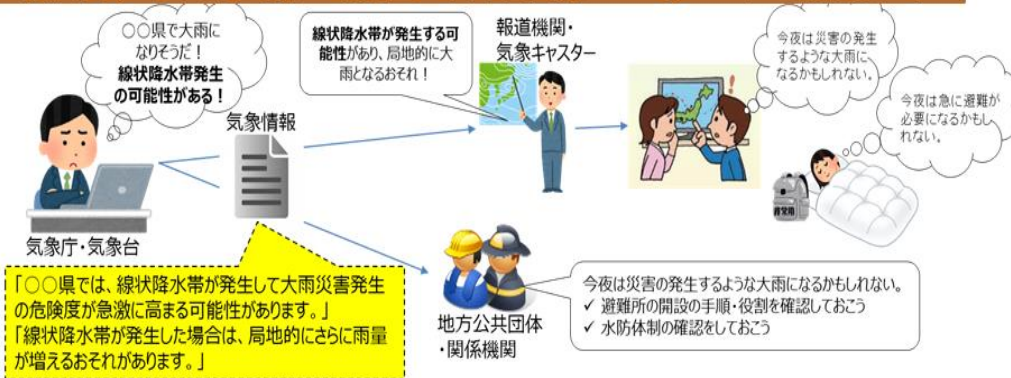 ○○県で大雨に
なりそうだ！
線状降水帯発生
の可能性がある！
気象庁・気象台
気象情報
線状降水帯が発生する可
能性があり、局地的に大
雨となるおそれ！
報道機関・
気象キャスター
今夜は災害の発生
するような大雨に
なるかもしれない。
今夜は急に避難が
必要になるかもし
れない。
非常用
「○○県では、線状降水帯が発生して大雨災害発生
の危険度が急激に高まる可能性があります。」
「線状降水帯が発生した場合は、局地的にさらに雨量
が増えるおそれがあります。」
地方公共団体
・関係機関
今夜は災害の発生するような大雨になるかもしれない。
✓ 避難所の開設の手順・役割を確認しておこう
✓ 水防体制の確認をしておこう